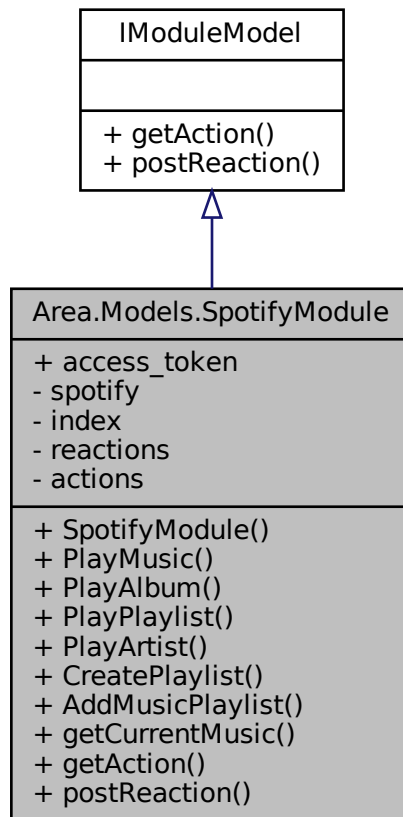 IModuleModel
+ getAction()
+ postReaction()
Area.Models.SpotifyModule
+ access_token
- spotify
- index
- reactions
- actions
+ SpotifyModule()
+ PlayMusic()
+ PlayAlbum()
+ PlayPlaylist()
+ PlayArtist()
+ CreatePlaylist()
+ AddMusicPlaylist()
+ getCurrentMusic()
+ getAction()
+ postReaction()